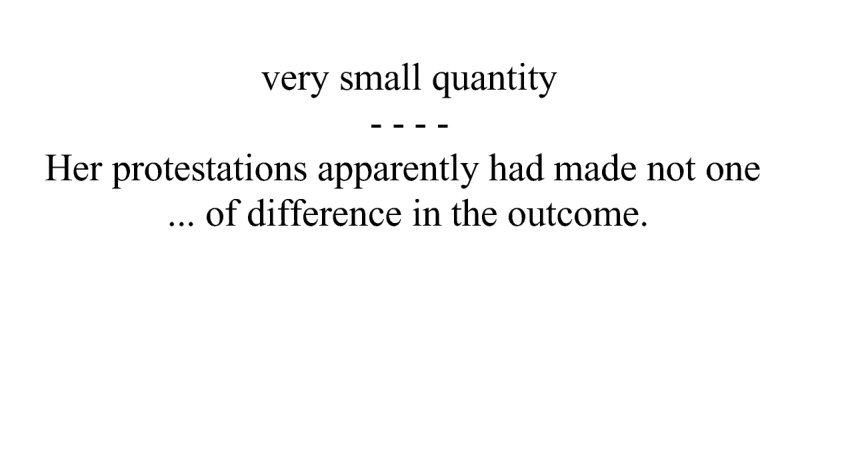 very small quantity
- - - -
Her protestations apparently had made not one
... of difference in the outcome.